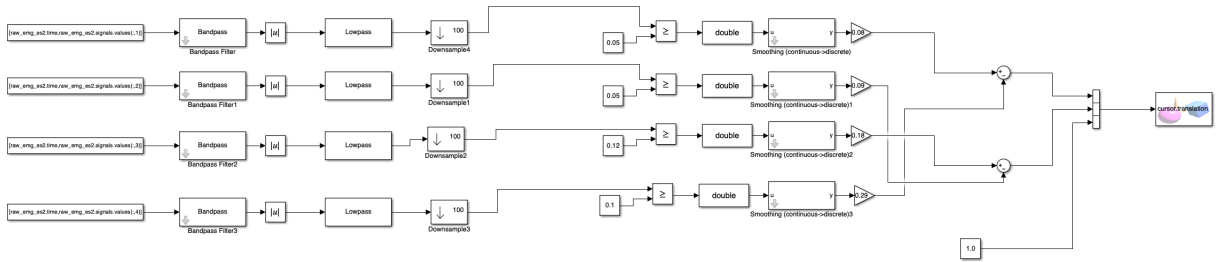 [raw_emg_es2.time,raw_emg_es2.signals.values(:,1)]
Bandpass
Bandpass Filter
|u|
Lowpass
100
Downsample4
0.05
≥
double
u
y
Smoothing (continuous->discrete)
0.08
[raw_emg_es2.time,raw_emg_es2.signals.values(:,2)]
Bandpass
Bandpass Filter1
|u|
Lowpass
100
Downsample1
0.05
≥
double
u
y
Smoothing (continuous->discrete)1
0.09
[raw_emg_es2.time,raw_emg_es2.signals.values(:,3)]
Bandpass
Bandpass Filter2
|u|
Lowpass
100
Downsample2
0.12
≥
double
u
y
Smoothing (continuous->discrete)2
0.18
[raw_emg_es2.time,raw_emg_es2.signals.values(:,4)]
Bandpass
Bandpass Filter3
|u|
Lowpass
100
Downsample3
0.1
≥
double
u
y
Smoothing (continuous->discrete)3
0.29
cursor.translation
1.0